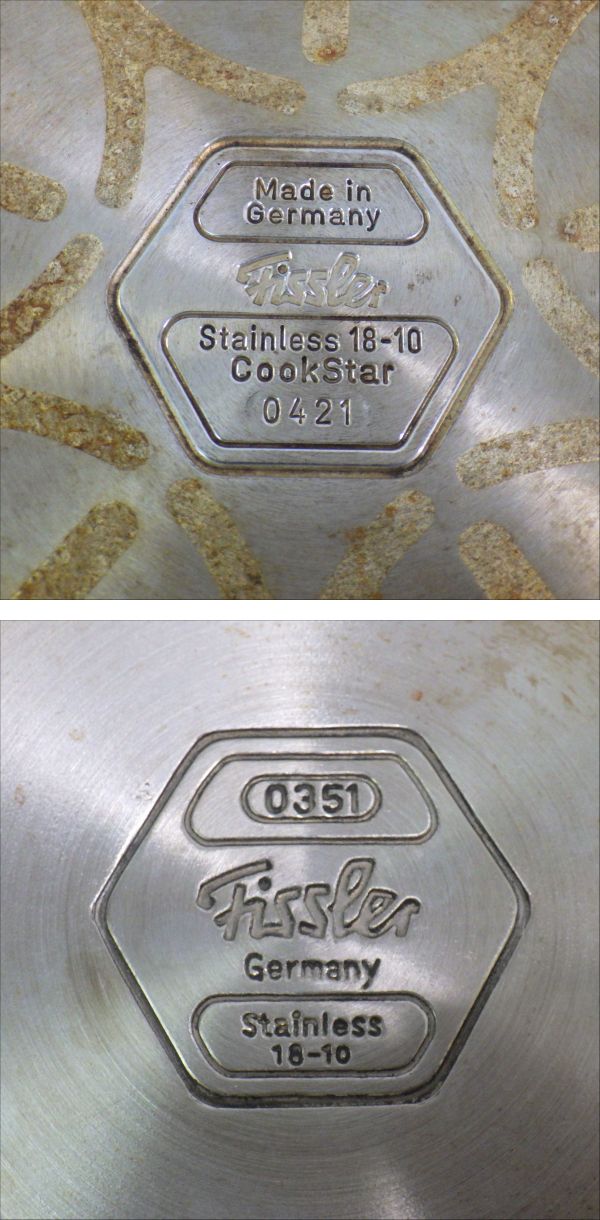 Made in
Germany
Fissler
Stainless 18-10
CookStar
0421
0351
Fissler
Germany
Stainless
18-10